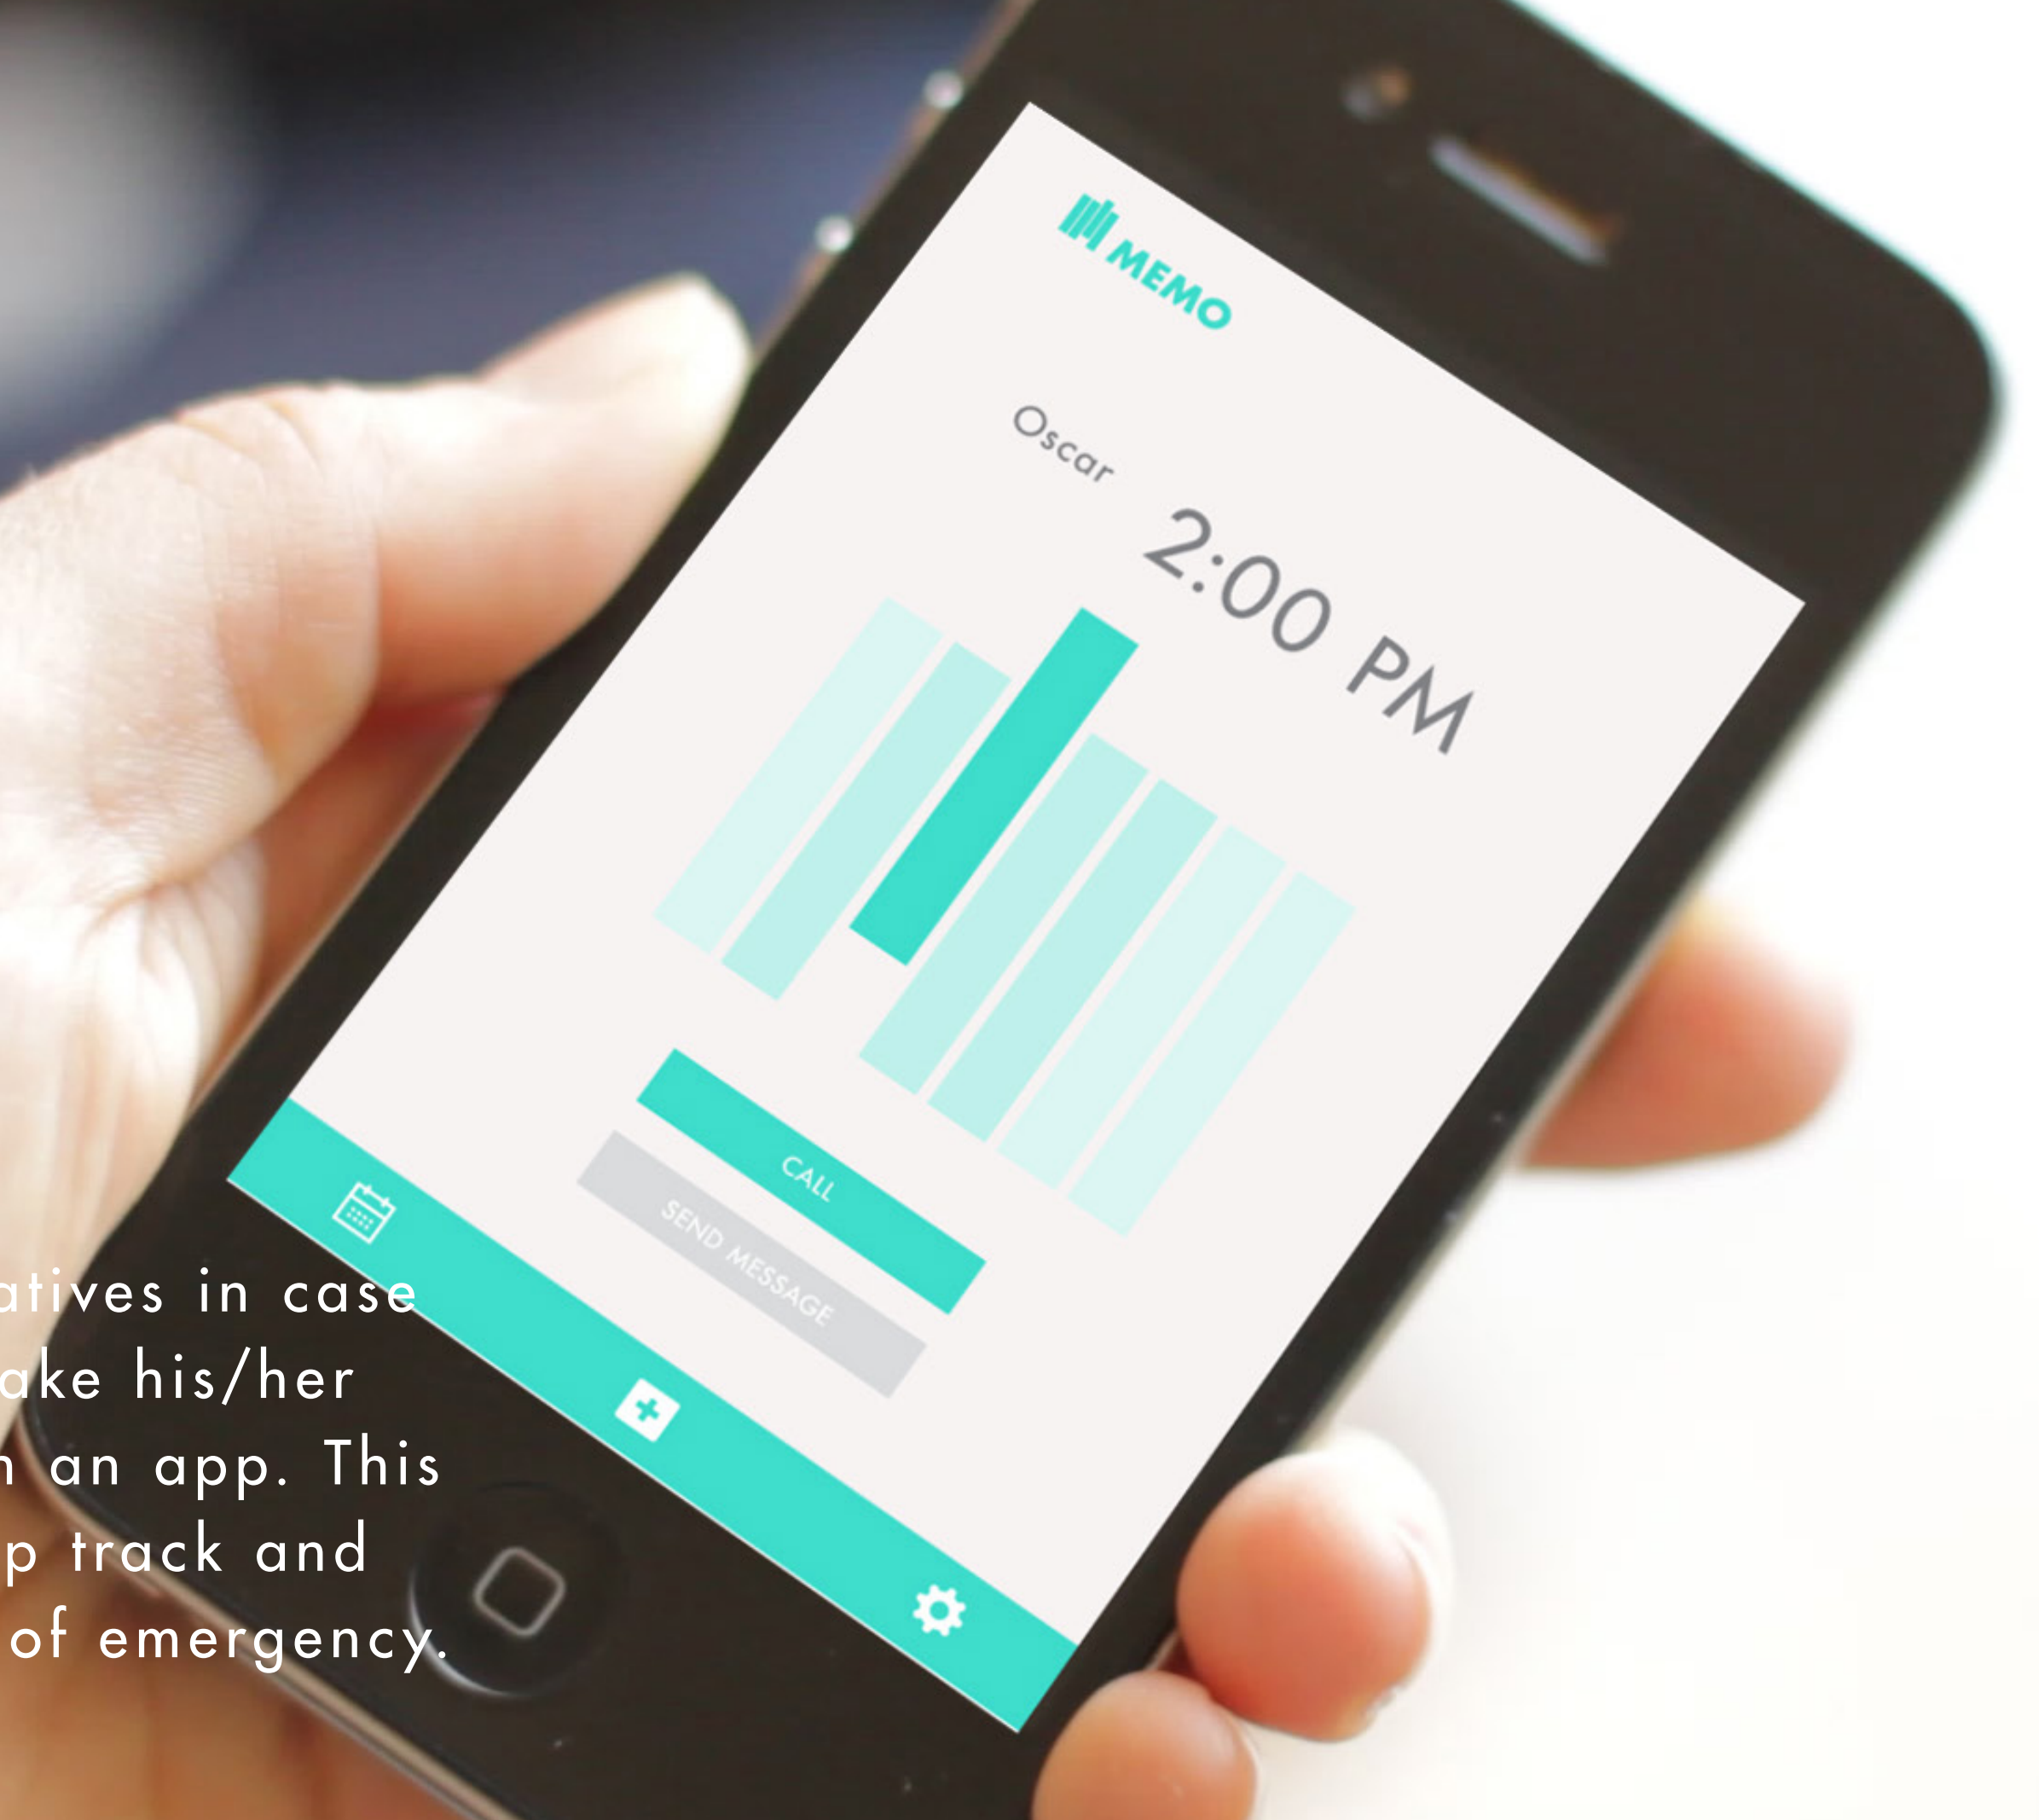 MEMO
Oscar
2:00 PM
CALL
SEND MESSAGE
atives in case
ake his/her
an app. This
p track and
of emergency.